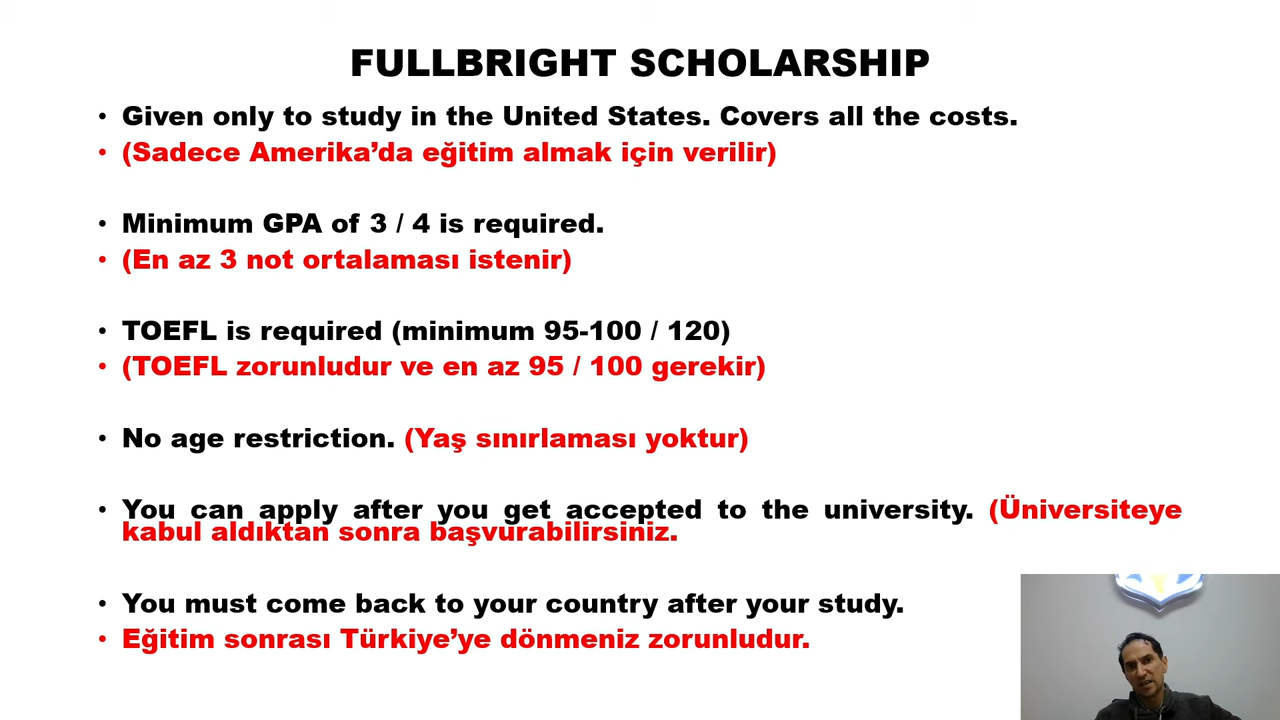 FULLBRIGHT SCHOLARSHIP
• Given only to study in the United States. Covers all the costs.
• (Sadece Amerika’da eğitim almak için verilir)
• Minimum GPA of 3 / 4 is required.
• (En az 3 not ortalaması istenir)
• TOEFL is required (minimum 95-100 / 120)
• (TOEFL zorunludur ve en az 95 / 100 gerekir)
• No age restriction. (Yaş sınırlaması yoktur)
• You can apply after you get accepted to the university. (Üniversiteye
kabul aldıktan sonra başvurabilirsiniz.
• You must come back to your country after your study.
• Eğitim sonrası Türkiye’ye dönmeniz zorunludur.